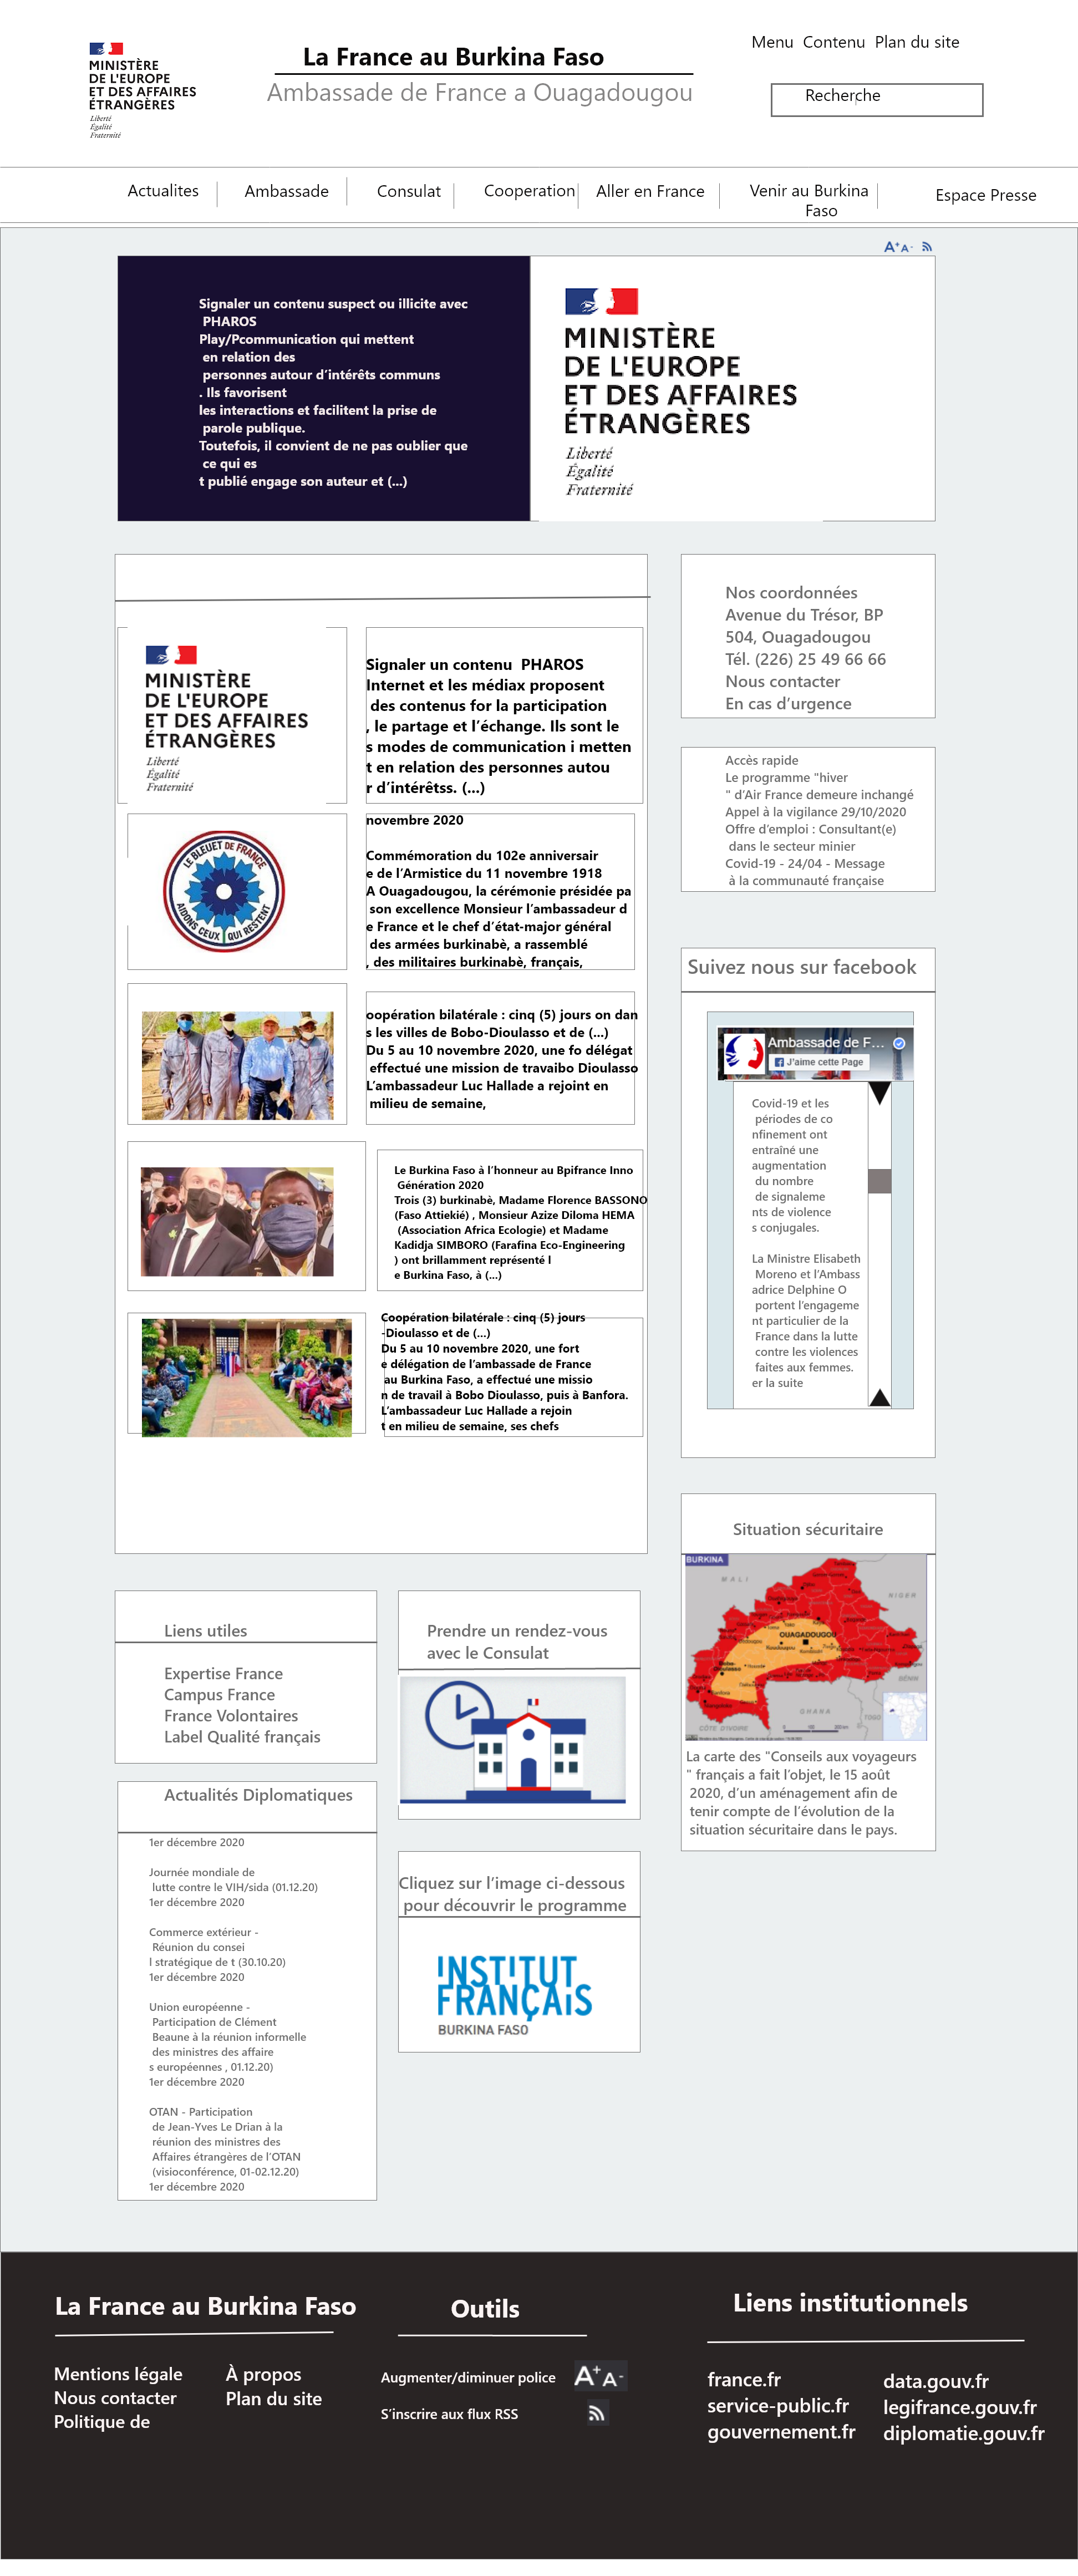 MINISTÈRE
DE L'EUROPE
ET DES AFFAIRES
ÉTRANGÈRES
Liberté
Égalité
Fraternité
La France au Burkina Faso
Ambassade de France a Ouagadougou
Menu Contenu Plan du site
Recherche
Actualites
Ambassade
Consulat
Cooperation
Aller en France
Venir au Burkina
Faso
Espace Presse
A+ A-
Signaler un contenu suspect ou illicite avec
PHAROS
Play/Pcommunication qui mettent
en relation des
personnes autour d'intérêts communs
. Ils favorisent
les interactions et facilitent la prise de
parole publique.
Toutefois, il convient de ne pas oublier que
ce qui es
t publié engage son auteur et (...)
MINISTÈRE
DE L'EUROPE
ET DES AFFAIRES
ÉTRANGÈRES
Liberté
Égalité
Fraternité
MINISTÈRE
DE L'EUROPE
ET DES AFFAIRES
ÉTRANGÈRES
Liberté
Égalité
Fraternité
Signaler un contenu PHAROS
Internet et les médiax proposent
des contenus for la participation
, le partage et l'échange. Ils sont le
s modes de communication i metten
t en relation des personnes autou
r d'intérêtss. (...)
LE BLEUET DE FRANCE
AIDONS CEUX QUI RESTENT
novembre 2020
Commémoration du 102e anniversair
e de l'Armistice du 11 novembre 1918
A Ouagadougou, la cérémonie présidée pa
son excellence Monsieur l'ambassadeur d
e France et le chef d'état-major général
des armées burkinabè, a rassemblé
, des militaires burkinabè, français,
oopération bilatérale : cinq (5) jours on dan
s les villes de Bobo-Dioulasso et de (...)
Du 5 au 10 novembre 2020, une fo délégat
effectué une mission de travaibo Dioulasso
L'ambassadeur Luc Hallade a rejoint en
milieu de semaine,
Le Burkina Faso à l'honneur au Bpifrance Inno
Génération 2020
Trois (3) burkinabè, Madame Florence BASSONO
(Faso Attiekié) , Monsieur Azize Diloma HEMA
(Association Africa Ecologie) et Madame
Kadidja SIMBORO (Farafina Eco-Engineering
) ont brillamment représenté l
e Burkina Faso, à (...)
Coopération bilatérale : cinq (5) jours
-Dioulasso et de (...)
Du 5 au 10 novembre 2020, une fort
e délégation de l'ambassade de France
au Burkina Faso, a effectué une missio
n de travail à Bobo Dioulasso, puis à Banfora.
L'ambassadeur Luc Hallade a rejoin
t en milieu de semaine, ses chefs
Nos coordonnées
Avenue du Trésor, BP
504, Ouagadougou
Tél. (226) 25 49 66 66
Nous contacter
En cas d'urgence
Accès rapide
Le programme "hiver
" d'Air France demeure inchangé
Appel à la vigilance 29/10/2020
Offre d'emploi : Consultant(e)
dans le secteur minier
Covid-19 - 24/04 - Message
à la communauté française
Suivez nous sur facebook
Ambassade de F...
J'aime cette Page
Covid-19 et les
périodes de co
nfinement ont
entraîné une
augmentation
du nombre
de signaleme
nts de violence
s conjugales.
La Ministre Elisabeth
Moreno et l'Ambass
adrice Delphine O
portent l'engageme
nt particulier de la
France dans la lutte
contre les violences
faites aux femmes.
er la suite
Situation sécuritaire
BURKINA
MALI
NIGER
OUAGADOUGOU
BÉNIN
GHANA
TOGO
CÔTE D'IVOIRE
La carte des "Conseils aux voyageurs
" français a fait l'objet, le 15 août
2020, d'un aménagement afin de
tenir compte de l'évolution de la
situation sécuritaire dans le pays.
Liens utiles
Expertise France
Campus France
France Volontaires
Label Qualité français
Prendre un rendez-vous
avec le Consulat
Actualités Diplomatiques
1er décembre 2020
Journée mondiale de
lutte contre le VIH/sida (01.12.20)
1er décembre 2020
Commerce extérieur -
Réunion du consei
l stratégique de t (30.10.20)
1er décembre 2020
Union européenne -
Participation de Clément
Beaune à la réunion informelle
des ministres des affaire
s européennes , 01.12.20)
1er décembre 2020
OTAN - Participation
de Jean-Yves Le Drian à la
réunion des ministres des
Affaires étrangères de l'OTAN
(visioconférence, 01-02.12.20)
1er décembre 2020
Cliquez sur l'image ci-dessous
pour découvrir le programme
INSTITUT
FRANÇAIS
BURKINA FASO
La France au Burkina Faso
Mentions légale
Nous contacter
Politique de
À propos
Plan du site
Outils
Augmenter/diminuer police
A+ A-
S'inscrire aux flux RSS
Liens institutionnels
france.fr
service-public.fr
gouvernement.fr
data.gouv.fr
legifrance.gouv.fr
diplomatie.gouv.fr